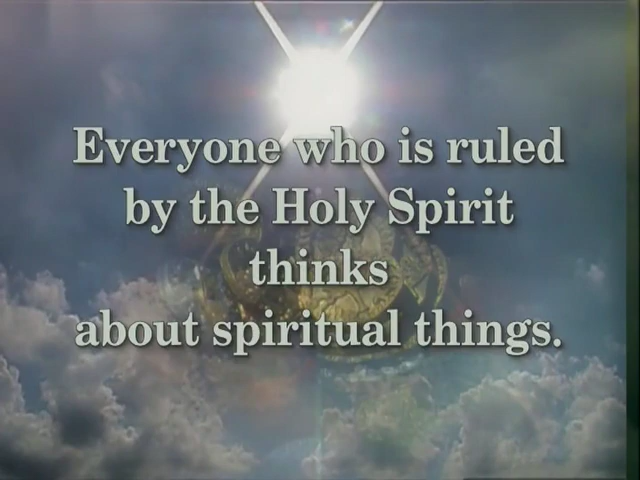 Everyone who is ruled
by the Holy Spirit
thinks
about spiritual things.